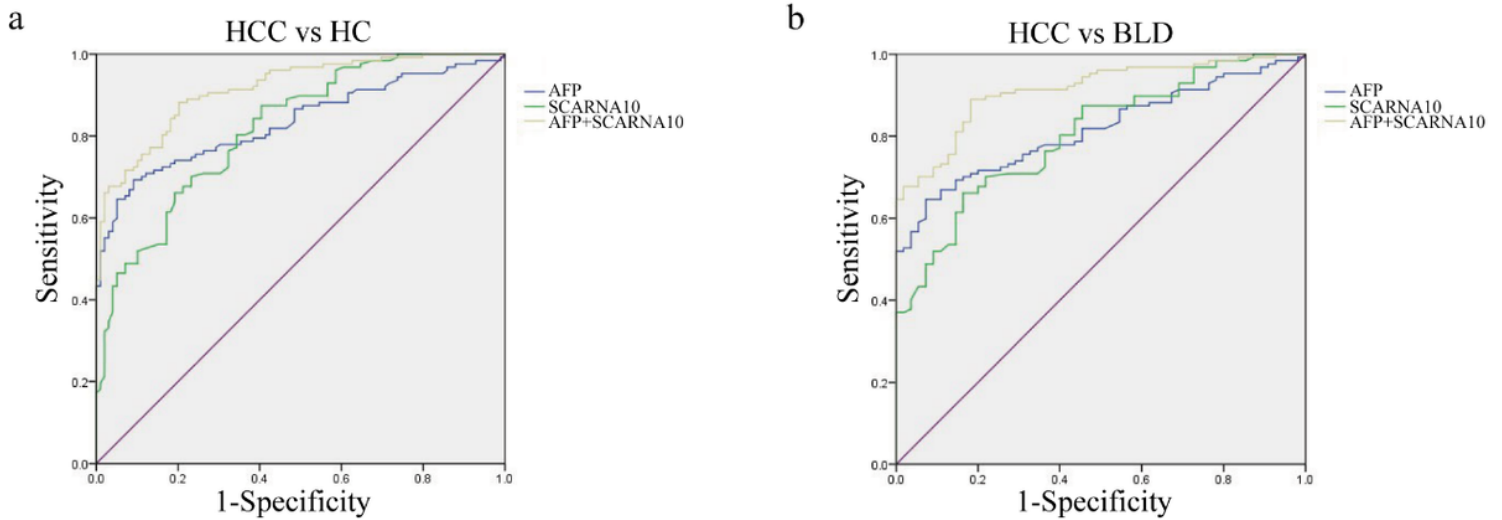 a
HCC vs HC
1.0
0.8
0.6
0.4
0.2
0.0
Sensitivity
0.0 0.2 0.4 0.6 0.8 1.0
1-Specificity
AFP
SCARNA10
AFP+SCARNA10
b
HCC vs BLD
1.0
0.8
0.6
0.4
0.2
0.0
Sensitivity
0.0 0.2 0.4 0.6 0.8 1.0
1-Specificity
AFP
SCARNA10
AFP+SCARNA10